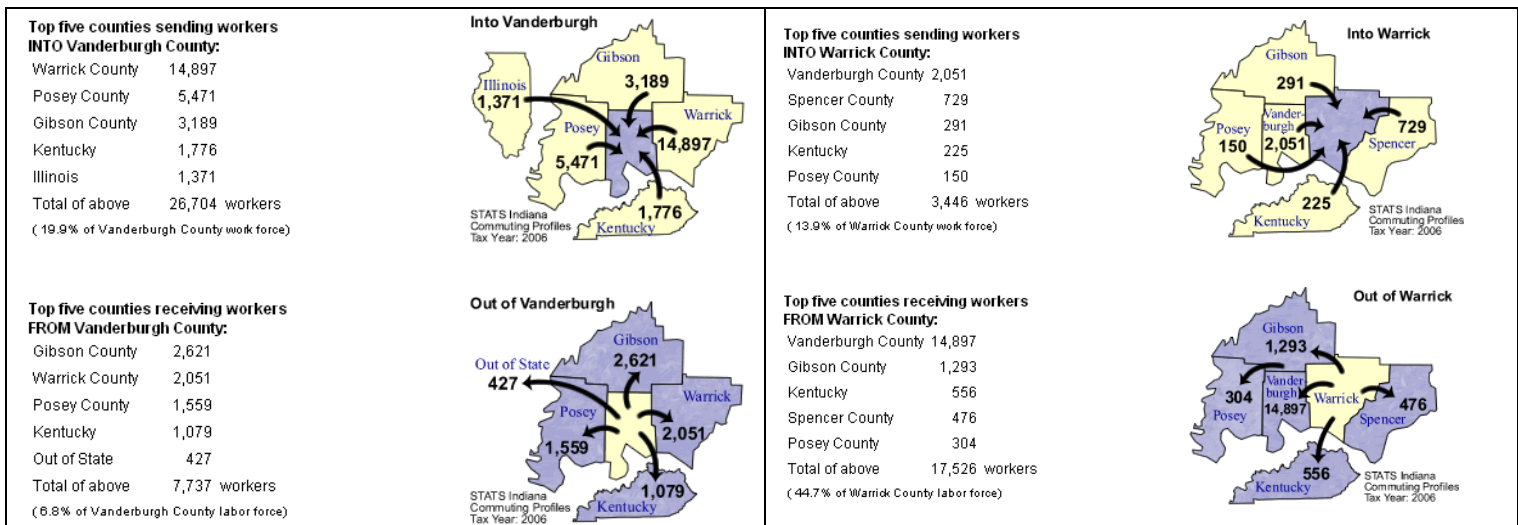 Top five counties sending workers
INTO Vanderburgh County:
Warrick County 14,897
Posey County 5,471
Gibson County 3,189
Kentucky 1,776
Illinois 1,371
Total of above 26,704 workers
( 19.9% of Vanderburgh County work force)
Into Vanderburgh
Gibson
3,189
Illinois
1,371
Warrick
14,897
Posey
5,471
1,776
Kentucky
STATS Indiana
Commuting Profiles
Tax Year: 2006
Top five counties sending workers
INTO Warrick County:
Vanderburgh County 2,051
Spencer County 729
Gibson County 291
Kentucky 225
Posey County 150
Total of above 3,446 workers
( 13.9% of Warrick County work force)
Into Warrick
Gibson
291
Vander-
burgh
2,051
Posey
150
729
Spencer
225
Kentucky
STATS Indiana
Commuting Profiles
Tax Year: 2006
Top five counties receiving workers
FROM Vanderburgh County:
Gibson County 2,621
Warrick County 2,051
Posey County 1,559
Kentucky 1,079
Out of State 427
Total of above 7,737 workers
( 6.8% of Vanderburgh County labor force)
Out of Vanderburgh
Gibson
2,621
Out of State
427
Warrick
2,051
Posey
1,559
1,079
Kentucky
STATS Indiana
Commuting Profiles
Tax Year: 2006
Top five counties receiving workers
FROM Warrick County:
Vanderburgh County 14,897
Gibson County 1,293
Kentucky 556
Spencer County 476
Posey County 304
Total of above 17,526 workers
( 44.7% of Warrick County labor force)
Out of Warrick
Gibson
1,293
Vander
burgh
14,897
Warrick
304
Posey
476
Spencer
556
Kentucky
STATS Indiana
Commuting Profiles
Tax Year: 2006